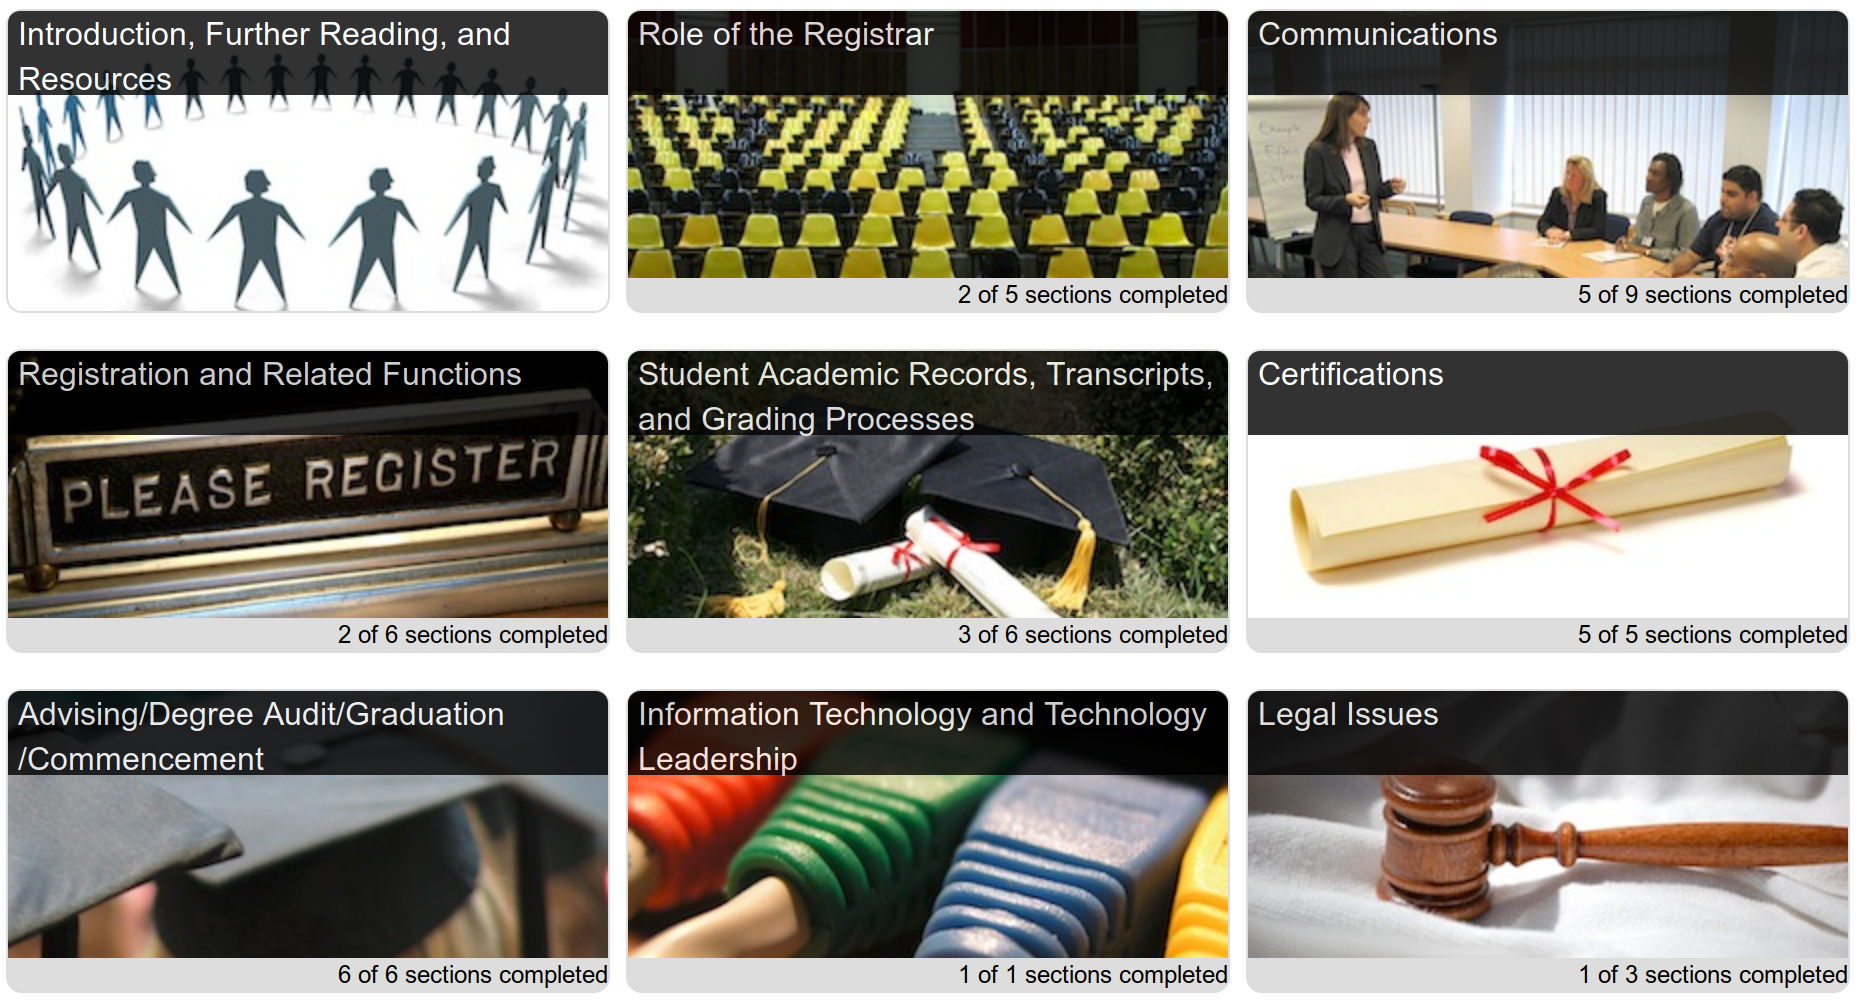 Introduction, Further Reading, and
Resources
Role of the Registrar
2 of 5 sections completed
Communications
5 of 9 sections completed
Registration and Related Functions
PLEASE REGISTER
2 of 6 sections completed
Student Academic Records, Transcripts,
and Grading Processes
3 of 6 sections completed
Certifications
5 of 5 sections completed
Advising/Degree Audit/Graduation
/Commencement
6 of 6 sections completed
Information Technology and Technology
Leadership
1 of 1 sections completed
Legal Issues
1 of 3 sections completed